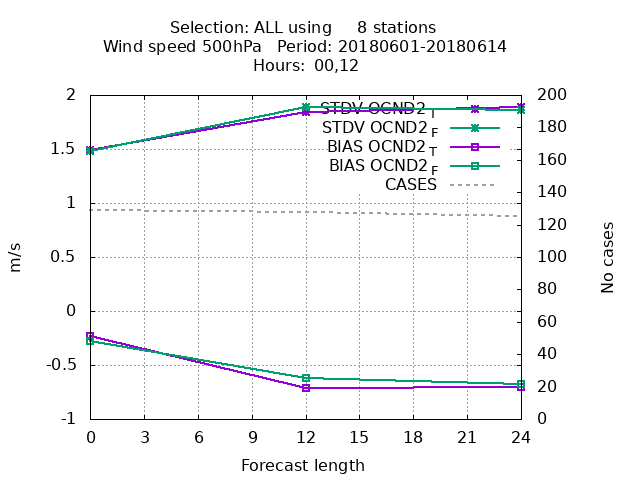 Selection: ALL using 8 stations
Wind speed 500hPa Period: 20180601-20180614
Hours: 00,12
2 200
STDV OCND2 T
180
STDV OCND2 F
1.5 BIAS OCND2 T
160
BIAS OCND2 F
CASES
140
1
120
m/s
No cases
0.5 100
80
0
60
-0.5 40
20
-1 0
0 3 6 9 12 15 18 21 24
Forecast length